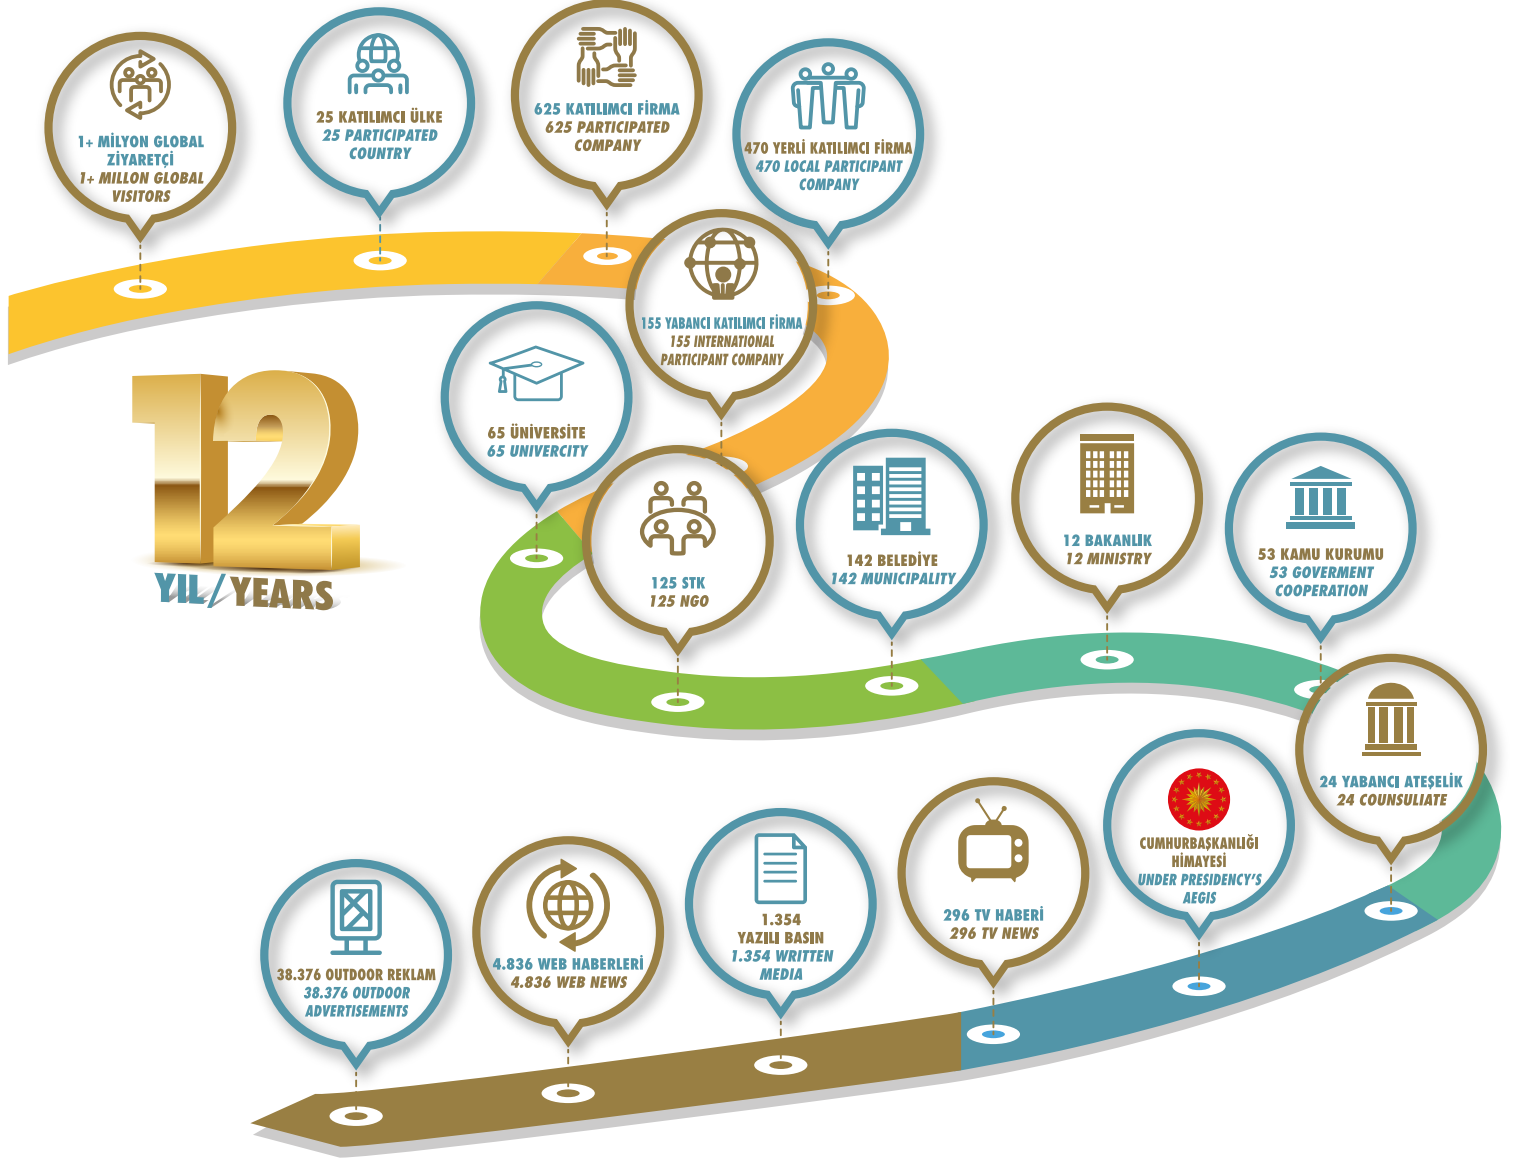 1+ MİLYON GLOBAL
ZİYARETÇİ
1+ MILLON GLOBAL
VISITORS
25 KATILIMCI ÜLKE
25 PARTICIPATED
COUNTRY
625 KATILIMCI FİRMA
625 PARTICIPATED
COMPANY
470 YERLİ KATILIMCI FİRMA
470 LOCAL PARTICIPANT
COMPANY
155 YABANCI KATILIMCI FİRMA
155 INTERNATIONAL
PARTICIPANT COMPANY
12
YIL/YEARS
65 ÜNİVERSİTE
65 UNIVERCITY
125 STK
125 NGO
142 BELEDİYE
142 MUNICIPALITY
12 BAKANLIK
12 MINISTRY
53 KAMU KURUMU
53 GOVERMENT
COOPERATION
24 YABANCI ATEŞELİK
24 COUNSULIATE
CUMHURBAŞKANLIĞI
HİMAYESİ
UNDER PRESIDENCY'S
AEGIS
296 TV HABERİ
296 TV NEWS
1.354
YAZILI BASIN
1.354 WRITTEN
MEDIA
4.836 WEB HABERLERİ
4.836 WEB NEWS
38.376 OUTDOOR REKLAM
38.376 OUTDOOR
ADVERTISEMENTS